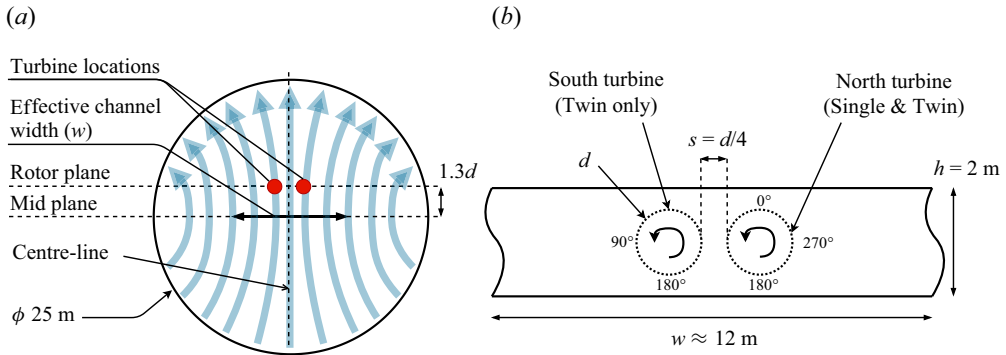 (a)
Turbine locations
Effective channel
width (w)
Rotor plane
Mid plane
Centre-line
ϕ 25 m
1.3d
(b)
South turbine
(Twin only)
North turbine
(Single & Twin)
s = d/4
d
h = 2 m
0°
90°
270°
180°
180°
w ≈ 12 m